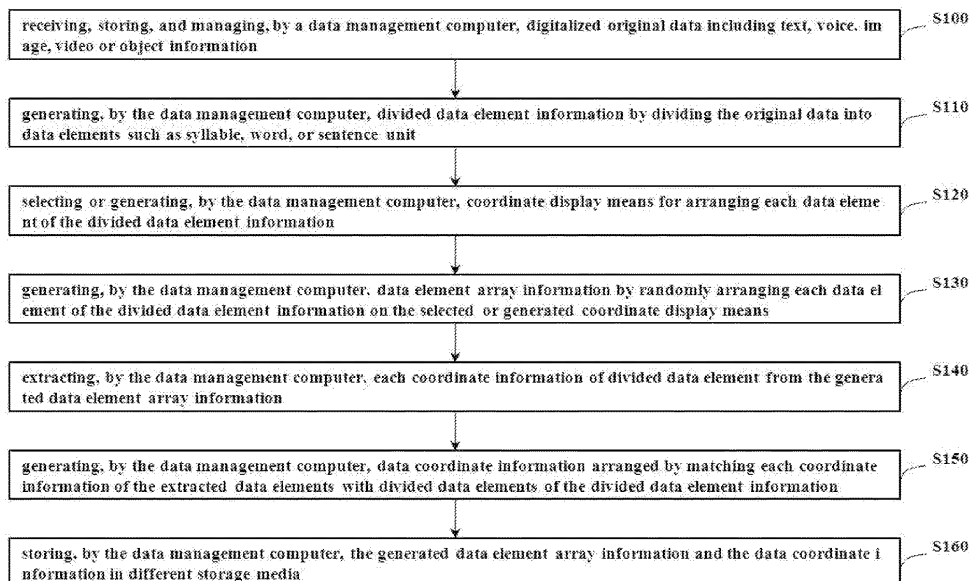 receiving, storing, and managing, by a data management computer, digitalized original data including text, voice. im
age, video or object information
S100
generating, by the data management computer, divided data element information by dividing the original data into
data elements such as syllable, word, or sentence unit
S110
selecting or generating, by the data management computer, coordinate display means for arranging each data eleme
nt of the divided data element information
S120
generating, by the data management computer. data element array information by randomly arranging each data el
ement of the divided data element information on the selected or generated coordinate display means
S130
extracting, by the data management computer, each coordinate information of divided data element from the genera
ted data element array information
S140
generating, by the data management computer, data coordinate information arranged by matching each coordinate
information of the extracted data elements with divided data elements of the divided data element information
S150
storing, by the data management computer, the generated data element array information and the data coordinate i
nformation in different storage media
S160